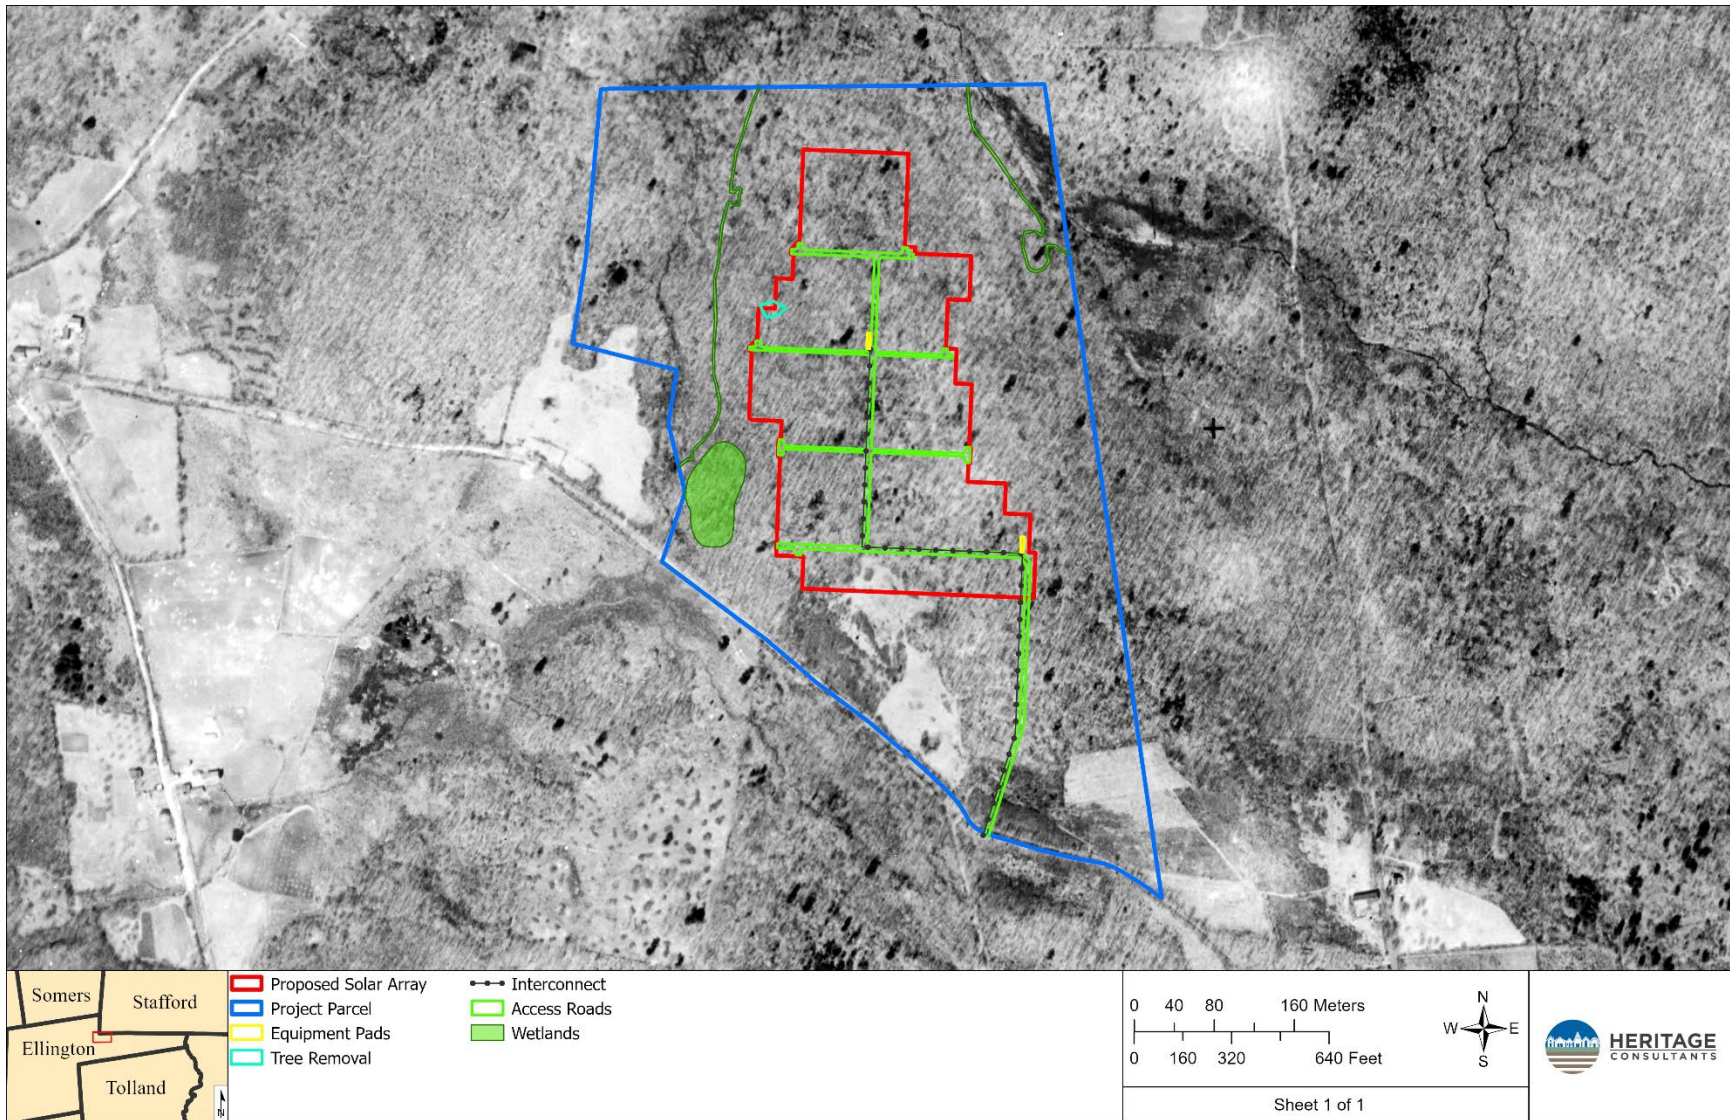 Somers
Stafford
Ellington
Tolland
N
Proposed Solar Array
Project Parcel
Equipment Pads
Tree Removal
Interconnect
Access Roads
Wetlands
0 40 80 160 Meters
0 160 320 640 Feet
N
W E
S
Sheet 1 of 1
HERITAGE
CONSULTANTS